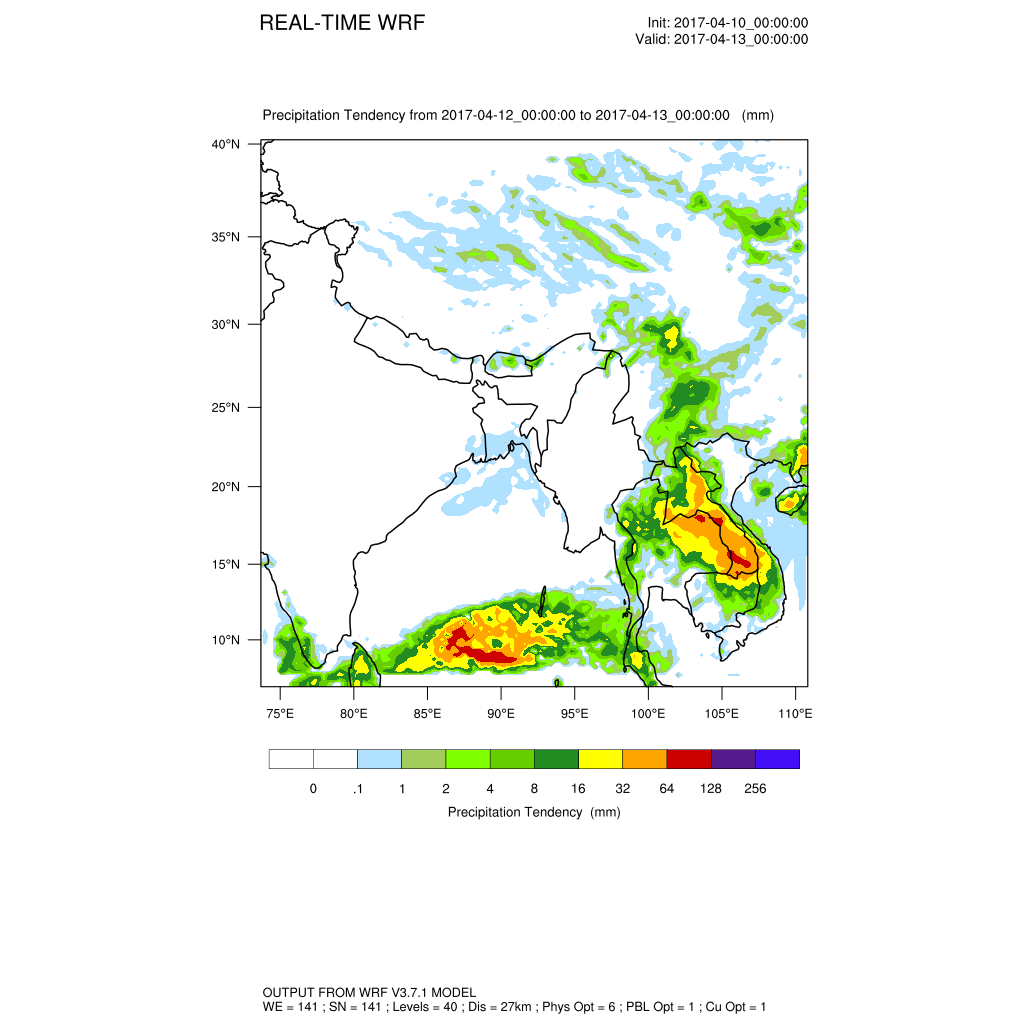 REAL-TIME WRF
Init: 2017-04-10_00:00:00
Valid: 2017-04-13_00:00:00
Precipitation Tendency from 2017-04-12_00:00:00 to 2017-04-13_00:00:00 (mm)
40°N
35°N
30°N
25°N
20°N
15°N
10°N
75°E 80°E 85°E 90°E 95°E 100°E 105°E 110°E
0 .1 1 2 4 8 16 32 64 128 256
Precipitation Tendency (mm)
OUTPUT FROM WRF V3.7.1 MODEL
WE = 141 ; SN = 141 ; Levels = 40 ; Dis = 27km ; Phys Opt = 6 ; PBL Opt = 1 ; Cu Opt = 1